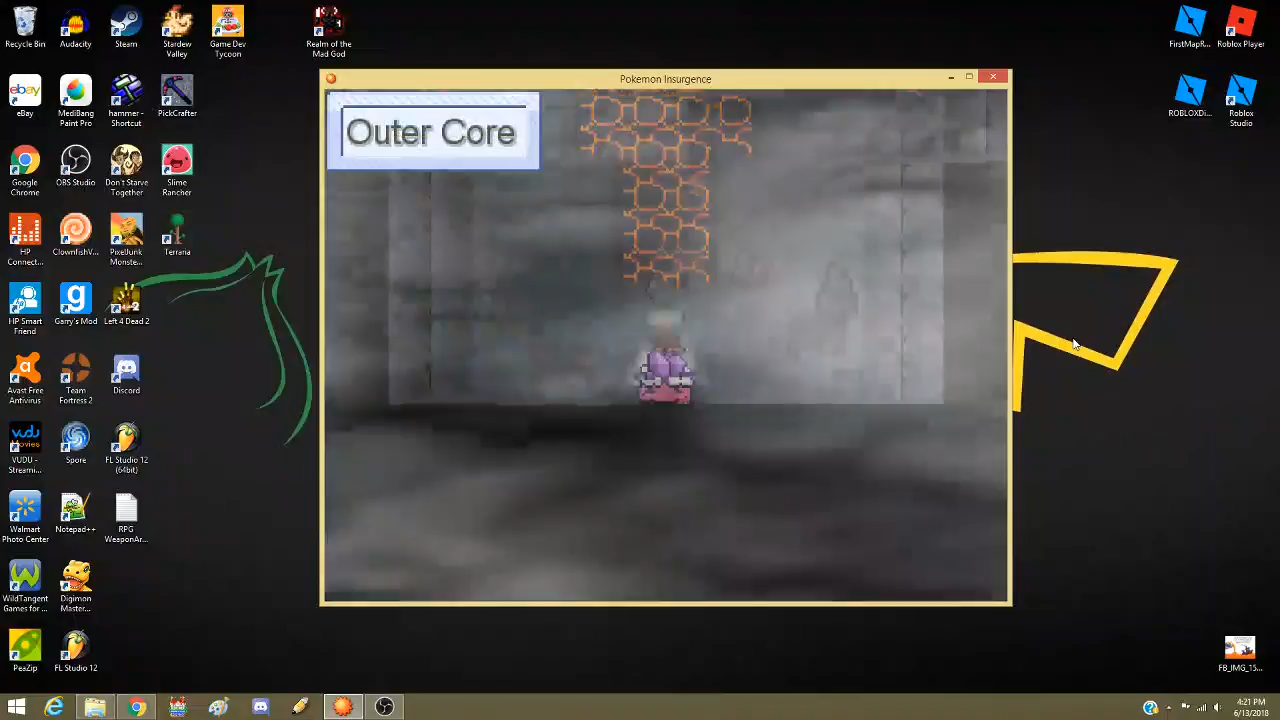 Pokemon Insurgence
Outer Core
Recycle Bin
Audacity
Steam
Stardew Valley
Game Dev Tycoon
Realm of the Mad God
FirstMapR...
Roblox Player
eBay
MediBang Paint Pro
hammer - Shortcut
PickCrafter
ROBLOXDi...
Roblox Studio
Google Chrome
OBS Studio
Don't Starve Together
Slime Rancher
HP Connect...
ClownfishV...
PixelJunk Monste...
Terraria
HP Smart Friend
Garry's Mod
Left 4 Dead 2
Avast Free Antivirus
Team Fortress 2
Discord
VUDU - Streami...
Spore
FL Studio 12 (64bit)
Walmart Photo Center
Notepad++
RPG WeaponAr...
WildTangent Games for ...
Digimon Master...
PeaZip
FL Studio 12
FB_IMG_15...
4:21 PM
6/13/2018